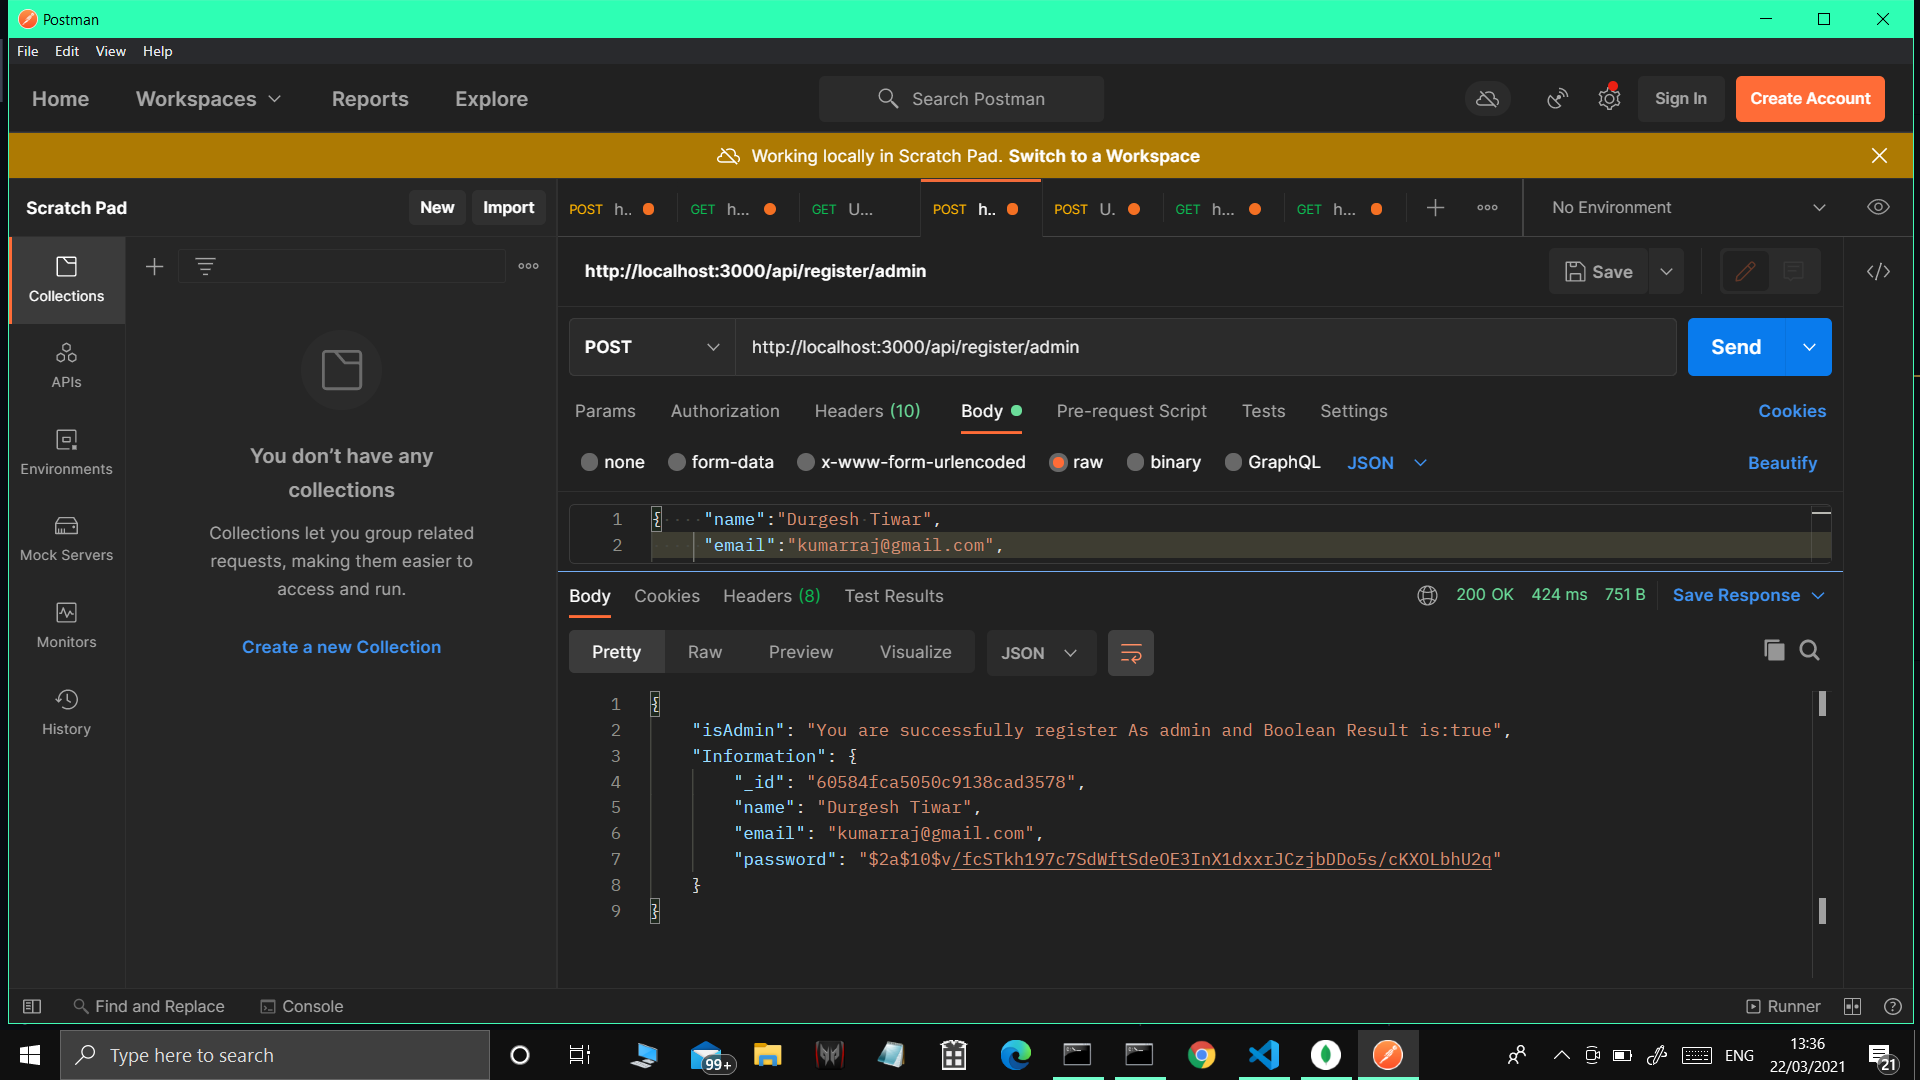 Postman
File Edit View Help
Home Workspaces Reports Explore Search Postman Sign In Create Account
Working locally in Scratch Pad. Switch to a Workspace
Scratch Pad New Import POST h.. GET h... GET U... POST h.. POST U. GET h... GET h... No Environment
Collections
APIs
Environments
Mock Servers
Monitors
History
You don't have any
collections
Collections let you group related
requests, making them easier to
access and run.
Create a new Collection
http://localhost:3000/api/register/admin Save
POST http://localhost:3000/api/register/admin Send
Params Authorization Headers (10) Body Pre-request Script Tests Settings Cookies
none form-data x-www-form-urlencoded raw binary GraphQL JSON Beautify
1 { "name":"Durgesh Tiwar",
2 "email":"kumarraj@gmail.com",
Body Cookies Headers (8) Test Results 200 OK 424 ms 751 B Save Response
Pretty Raw Preview Visualize JSON
1 {
2 "isAdmin": "You are successfully register As admin and Boolean Result is:true",
3 "Information": {
4 "_id": "60584fca5050c9138cad3578",
5 "name": "Durgesh Tiwar",
6 "email": "kumarraj@gmail.com",
7 "password": "$2a$10$v/fcSTkh197c7SdWftSdeOE3InX1dxxrJCzjbDDo5s/cKXOLbhU2q"
8 }
9 }
Find and Replace Console Runner
Type here to search 99+ ENG 13:36
22/03/2021 21